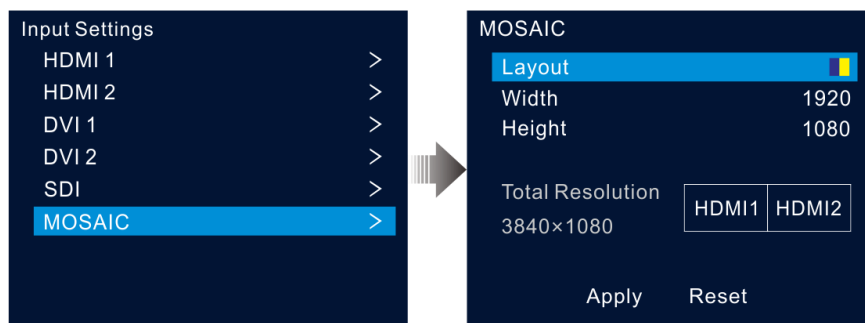 Input Settings
HDMI 1 >
HDMI 2 >
DVI 1 >
DVI 2 >
SDI >
MOSAIC >
MOSAIC
Layout
Width 1920
Height 1080
Total Resolution
3840×1080
HDMI1 HDMI2
Apply Reset